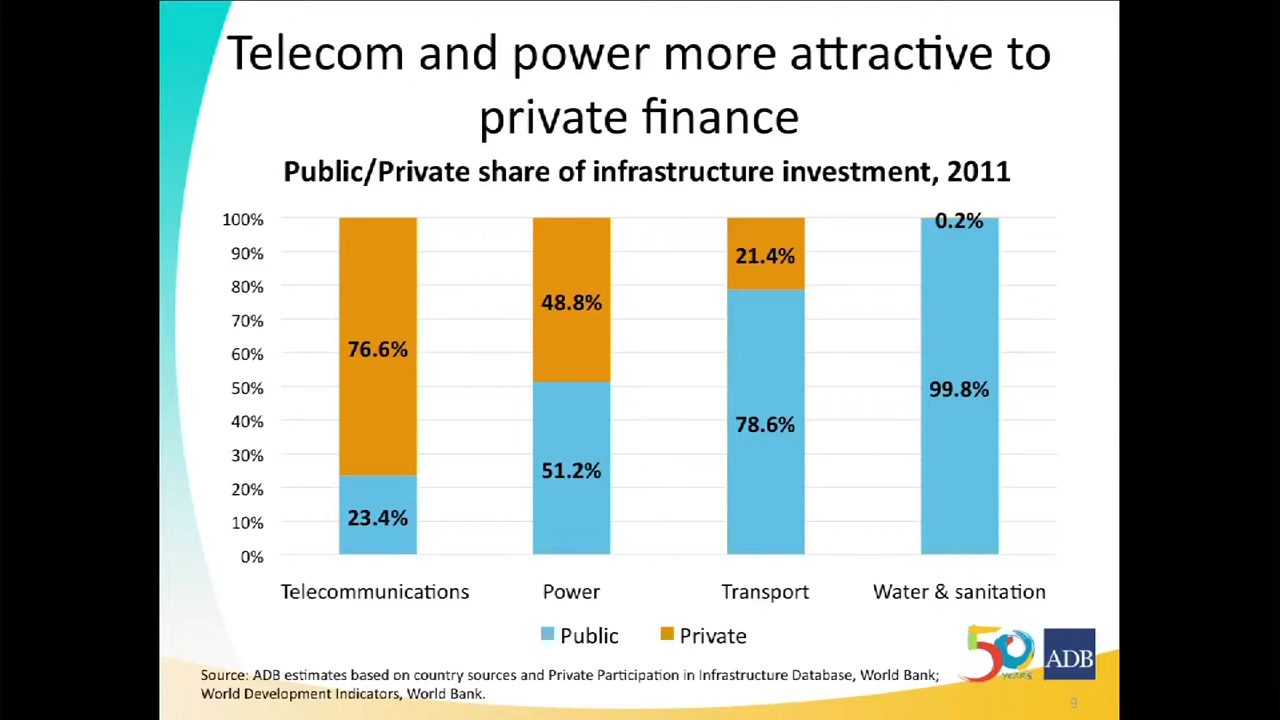 Telecom and power more attractive to
private finance
Public/Private share of infrastructure investment, 2011
100%
90%
80%
70%
60%
50%
40%
30%
20%
10%
0%
76.6%
23.4%
48.8%
51.2%
21.4%
78.6%
0.2%
99.8%
Telecommunications
Power
Transport
Water & sanitation
Public
Private
50
YEARS
ADB
Source: ADB estimates based on country sources and Private Participation in Infrastructure Database, World Bank;
World Development Indicators, World Bank.
9